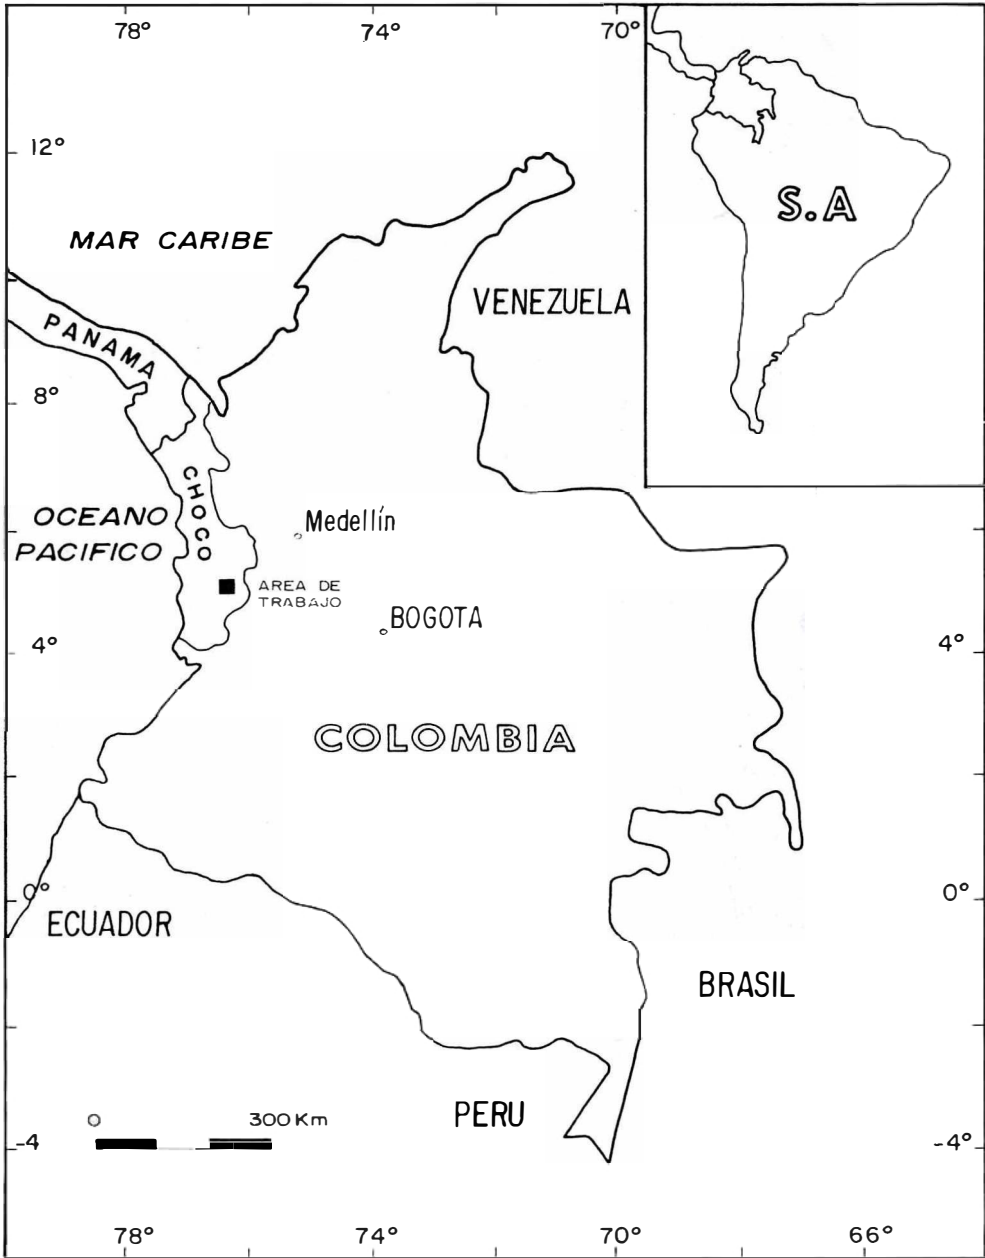 78°
74°
70°
12°
S.A
MAR CARIBE
VENEZUELA
PANAMA
8°
CHOCO
OCEANO
PACIFICO
Medellín
AREA DE
TRABAJO
BOGOTA
4°
4°
COLOMBIA
0°
0°
ECUADOR
BRASIL
PERU
0
300 Km
-4
-4°
78°
74°
70°
66°